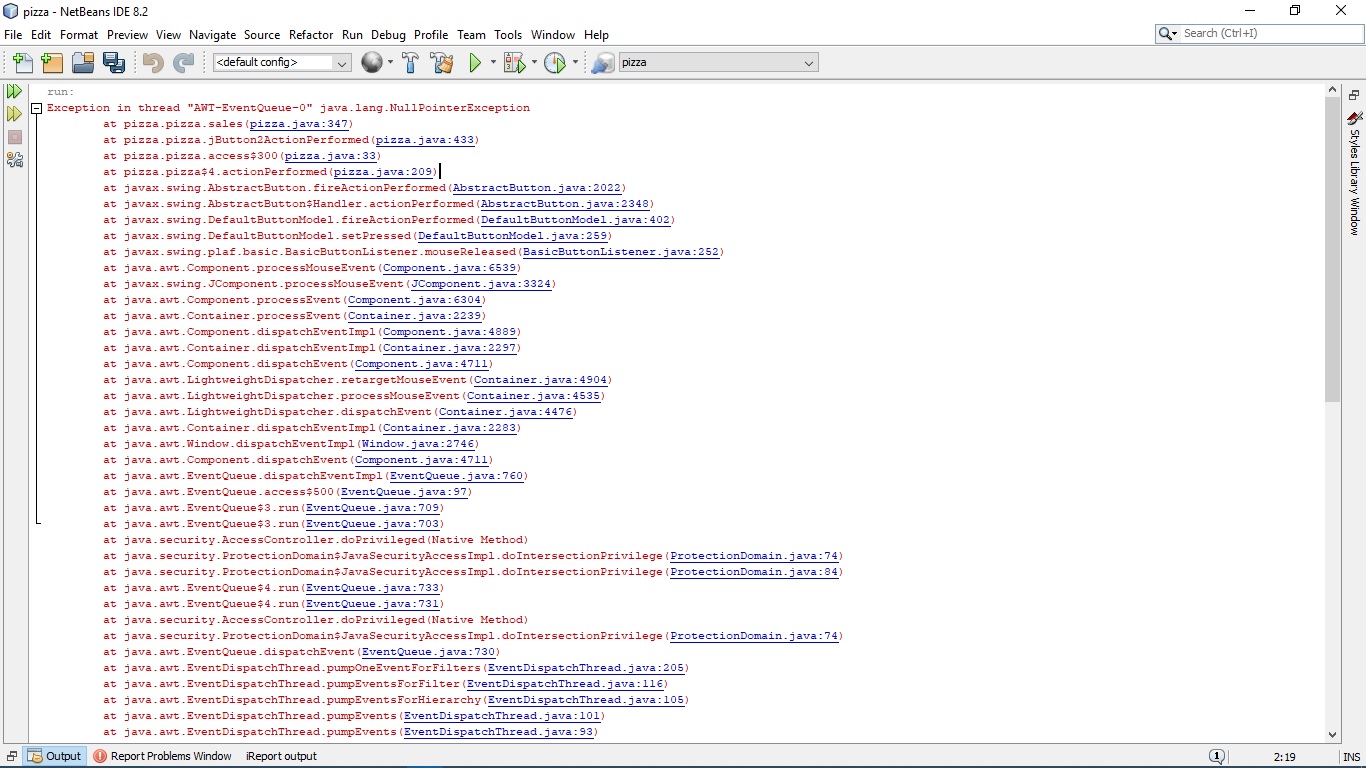 pizza - NetBeans IDE 8.2
File Edit Format Preview View Navigate Source Refactor Run Debug Profile Team Tools Window Help
Search (Ctrl+I)
<default config>
pizza
run:
Exception in thread "AWT-EventQueue-0" java.lang.NullPointerException
at pizza.pizza.sales(pizza.java:347)
at pizza.pizza.jButton2ActionPerformed(pizza.java:433)
at pizza.pizza.access$300(pizza.java:33)
at pizza.pizza$4.actionPerformed(pizza.java:209)
at javax.swing.AbstractButton.fireActionPerformed(AbstractButton.java:2022)
at javax.swing.AbstractButton$Handler.actionPerformed(AbstractButton.java:2348)
at javax.swing.DefaultButtonModel.fireActionPerformed(DefaultButtonModel.java:402)
at javax.swing.DefaultButtonModel.setPressed(DefaultButtonModel.java:259)
at javax.swing.plaf.basic.BasicButtonListener.mouseReleased(BasicButtonListener.java:252)
at java.awt.Component.processMouseEvent(Component.java:6539)
at javax.swing.JComponent.processMouseEvent(JComponent.java:3324)
at java.awt.Component.processEvent(Component.java:6304)
at java.awt.Container.processEvent(Container.java:2239)
at java.awt.Component.dispatchEventImpl(Component.java:4889)
at java.awt.Container.dispatchEventImpl(Container.java:2297)
at java.awt.Component.dispatchEvent(Component.java:4711)
at java.awt.LightweightDispatcher.retargetMouseEvent(Container.java:4904)
at java.awt.LightweightDispatcher.processMouseEvent(Container.java:4535)
at java.awt.LightweightDispatcher.dispatchEvent(Container.java:4476)
at java.awt.Container.dispatchEventImpl(Container.java:2283)
at java.awt.Window.dispatchEventImpl(Window.java:2746)
at java.awt.Component.dispatchEvent(Component.java:4711)
at java.awt.EventQueue.dispatchEventImpl(EventQueue.java:760)
at java.awt.EventQueue.access$500(EventQueue.java:97)
at java.awt.EventQueue$3.run(EventQueue.java:709)
at java.awt.EventQueue$3.run(EventQueue.java:703)
at java.security.AccessController.doPrivileged(Native Method)
at java.security.ProtectionDomain$JavaSecurityAccessImpl.doIntersectionPrivilege(ProtectionDomain.java:74)
at java.security.ProtectionDomain$JavaSecurityAccessImpl.doIntersectionPrivilege(ProtectionDomain.java:84)
at java.awt.EventQueue$4.run(EventQueue.java:733)
at java.awt.EventQueue$4.run(EventQueue.java:731)
at java.security.AccessController.doPrivileged(Native Method)
at java.security.ProtectionDomain$JavaSecurityAccessImpl.doIntersectionPrivilege(ProtectionDomain.java:74)
at java.awt.EventQueue.dispatchEvent(EventQueue.java:730)
at java.awt.EventDispatchThread.pumpOneEventForFilters(EventDispatchThread.java:205)
at java.awt.EventDispatchThread.pumpEventsForFilter(EventDispatchThread.java:116)
at java.awt.EventDispatchThread.pumpEventsForHierarchy(EventDispatchThread.java:105)
at java.awt.EventDispatchThread.pumpEvents(EventDispatchThread.java:101)
at java.awt.EventDispatchThread.pumpEvents(EventDispatchThread.java:93)
Styles Library Window
Output Report Problems Window iReport output
1 2:19 INS